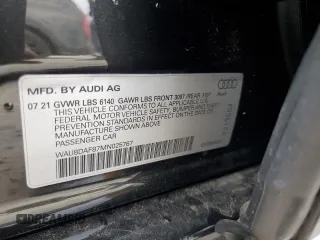 MFD. BY AUDI AG
07 21 GVWR LBS 6140 GAWR LBS FRONT 3097 /REAR
THIS VEHICLE CONFORMS TO ALL APPLICABLE U.S.
FEDERAL MOTOR VEHICLE SAFETY, BUMPER, AND THEFT
PREVENTION STANDARDS IN EFFECT ON THE DATE OF
MANUFACTURE SHOWN ABOVE.
PASSENGER CAR
WAU8DAF87MN025767
Audi